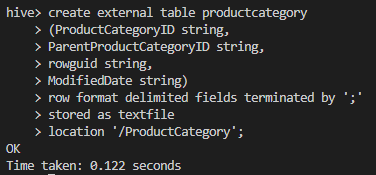 hive> create external table productcategory
    > (ProductCategoryID string,
    > ParentProductCategoryID string,
    > rowguid string,
    > ModifiedDate string)
    > row format delimited fields terminated by ';'
    > stored as textfile
    > location '/ProductCategory';
OK
Time taken: 0.122 seconds